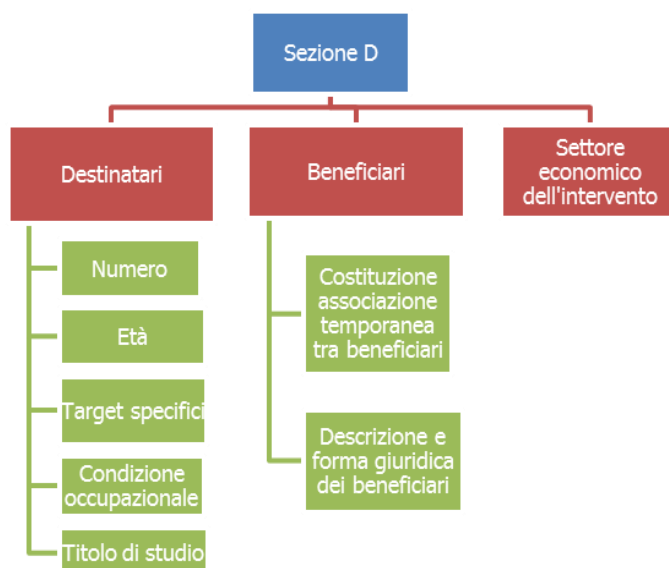 Sezione D
Destinatari
Numero
Età
Target specifici
Condizione
occupazionale
Titolo di studio
Beneficiari
Costituzione
associazione
temporanea
tra beneficiari
Descrizione e
forma giuridica
dei beneficiari
Settore
economico
dell'intervento